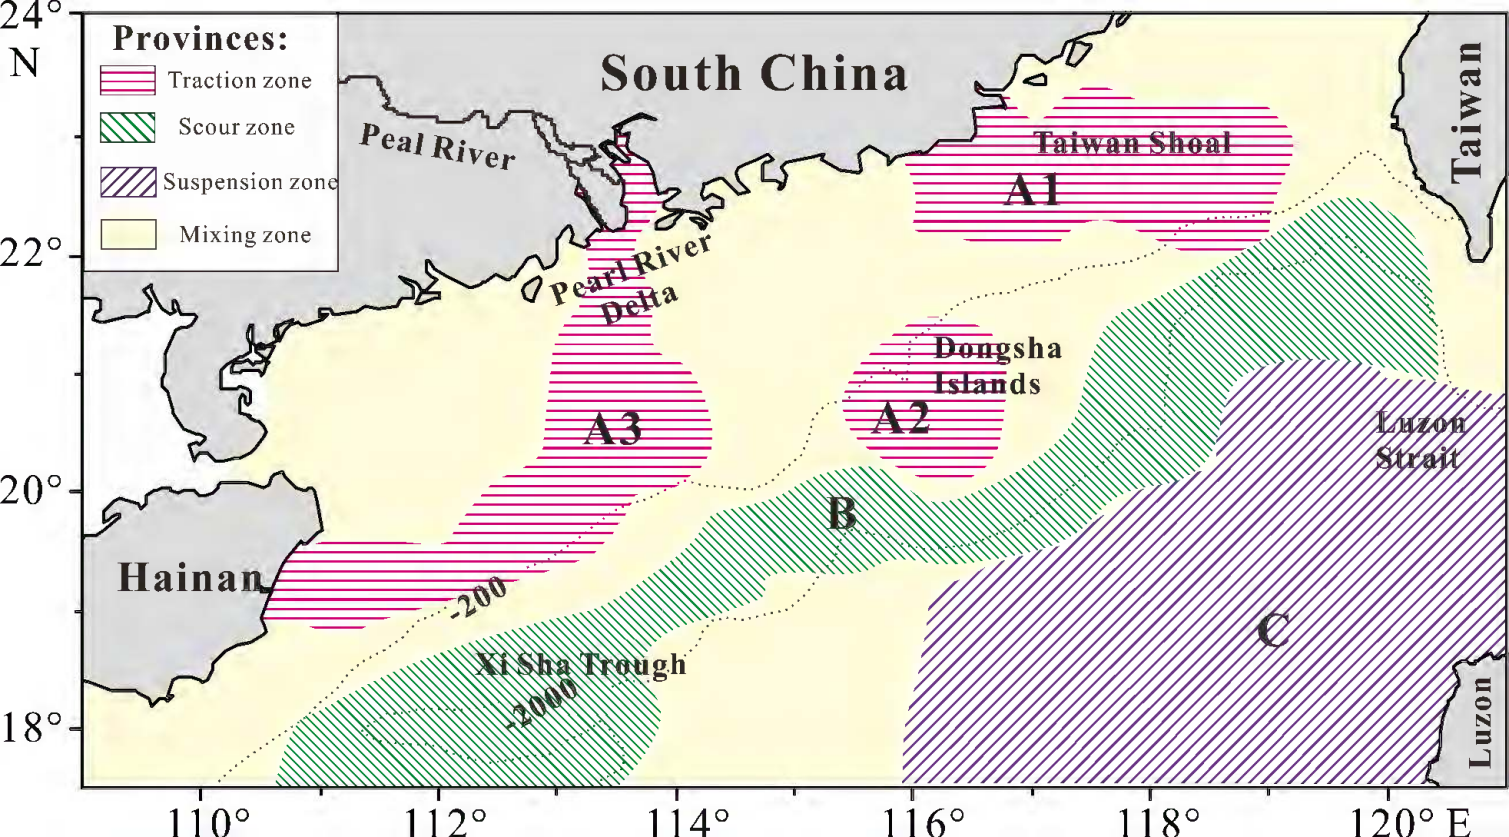 24°
N
22°
20°
18°
Provinces:
Traction zone
Scour zone
Suspension zone
Mixing zone
South China
Peal River
Taiwan
Taiwan Shoal
A1
Pearl River
Delta
Dongsha
Islands
A2
A3
Luzon
Strait
B
Hainan
-200
C
Xi Sha Trough
-2000
Luzon
110°
112°
114°
116°
118°
120° E